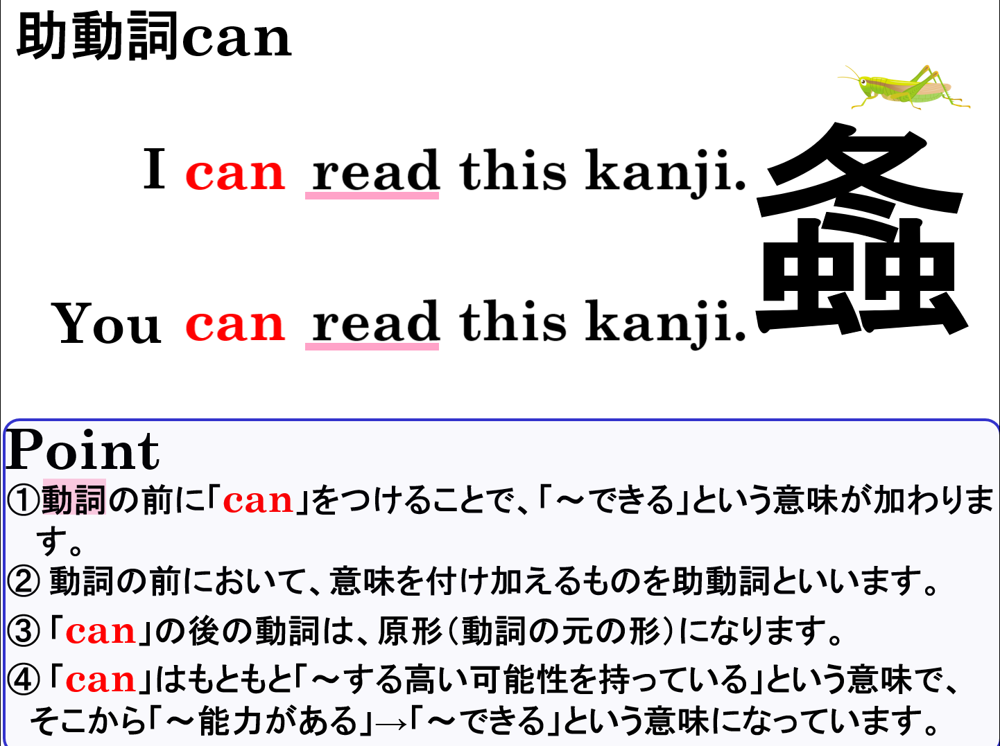 助動詞can
I can read this kanji.
螽
You can read this kanji.
Point
①動詞の前に「can」をつけることで、「～できる」という意味が加わりま
す。
② 動詞の前において、意味を付け加えるものを助動詞といいます。
③「can」の後の動詞は、原形（動詞の元の形）になります。
④「can」はもともと「～する高い可能性を持っている」という意味で、
そこから「～能力がある」→「～できる」という意味になっています。